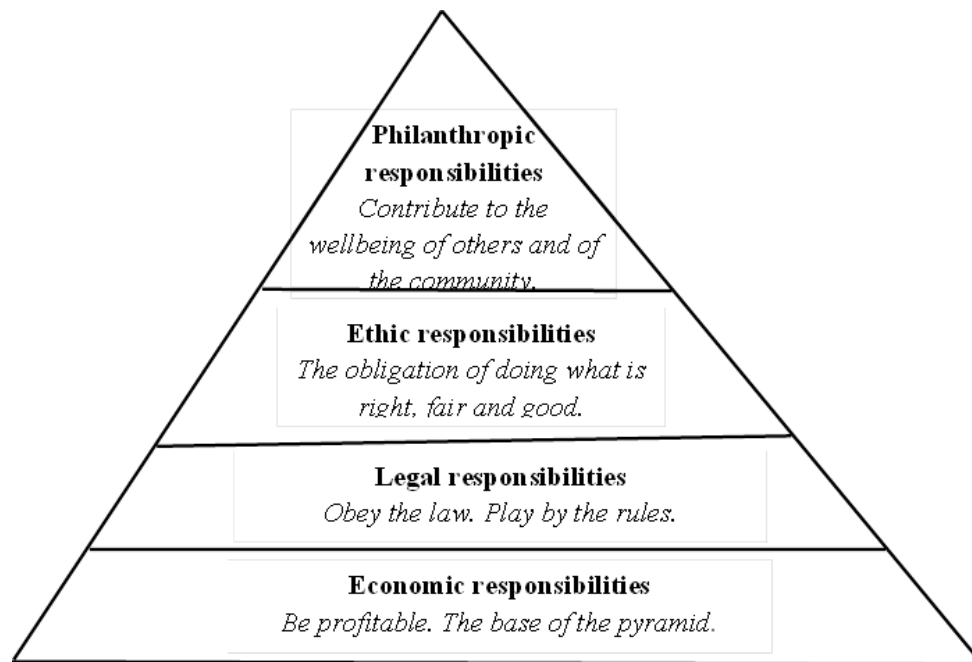 Philanthropic
responsibilities
Contribute to the
wellbeing of others and of
the community.
Ethic responsibilities
The obligation of doing what is
right, fair and good.
Legal responsibilities
Obey the law. Play by the rules.
Economic responsibilities
Be profitable. The base of the pyramid.